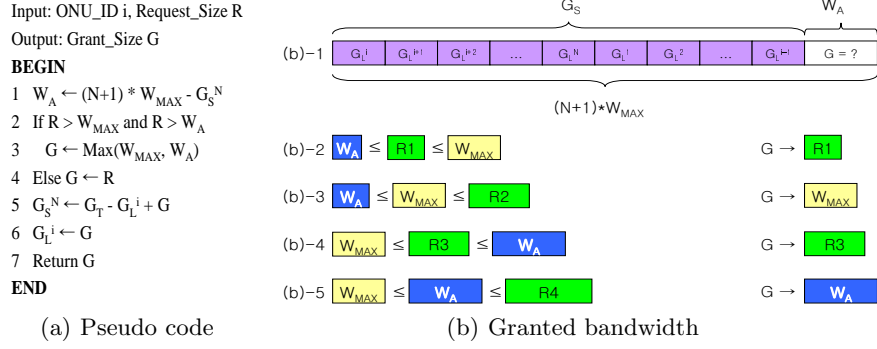 Input: ONU_ID i, Request_Size R
Output: Grant_Size G
BEGIN
1 W_A ← (N+1) * W_MAX - G_S^N
2 If R > W_MAX and R > W_A
3 G ← Max(W_MAX, W_A)
4 Else G ← R
5 G_S^N ← G_T - G_L^i + G
6 G_L^i ← G
7 Return G
END
(a) Pseudo code
G_S W_A
(b)-1 G_L^i G_L^i+1 G_L^i+2 … G_L^N G_L^1 G_L^2 … G_L^i-1 G = ?
(N+1)*W_MAX
(b)-2 W_A ≤ R1 ≤ W_MAX G → R1
(b)-3 W_A ≤ W_MAX ≤ R2 G → W_MAX
(b)-4 W_MAX ≤ R3 ≤ W_A G → R3
(b)-5 W_MAX ≤ W_A ≤ R4 G → W_A
(b) Granted bandwidth